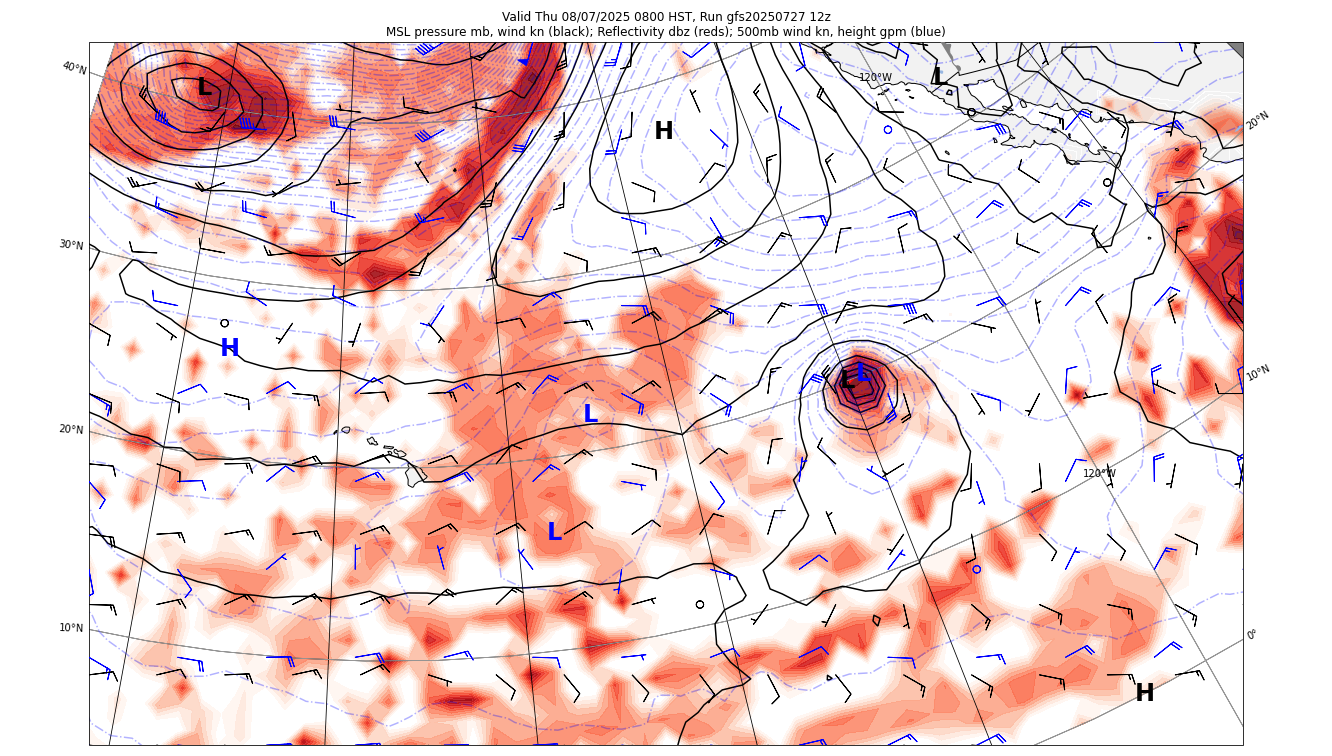 Valid Thu 08/07/2025 0800 HST, Run gfs20250727 12z
MSL pressure mb, wind kn (black); Reflectivity dbz (reds); 500mb wind kn, height gpm (blue)
40°N
L
120°W
L
H
20°N
30°N
H
L
L
10°N
20°N
L
120°W
L
10°N
0°
H